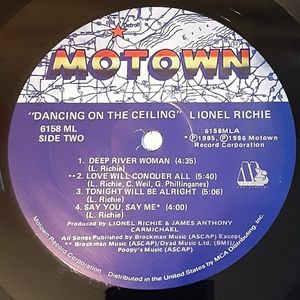 Detroit
MOTOWN
"DANCING ON THE CEILING" LIONEL RICHIE
6158 ML
SIDE TWO
6158MLA
* Ⓟ1985, Ⓟ1986 Motown
Record Corporation
1. DEEP RIVER WOMAN (4:35)
(L. Richie)
**2. LOVE WILL CONQUER ALL (5:40)
(L. Richie, C. Weil, G. Phillinganes)
3. TONIGHT WILL BE ALRIGHT (5:06)
(L. Richie)
4. SAY YOU, SAY ME* (4:00)
(L. Richie)
Produced by LIONEL RICHIE & JAMES ANTHONY
CARMICHAEL
All Songs Published by Brockman Music (ASCAP) Except
** Brockman Music (ASCAP)/Dyad Music Ltd. (BMI)/
Poopy's Music (ASCAP)
Motown Record Corporation
Distributed in the United States by MCA Distributing, Inc.